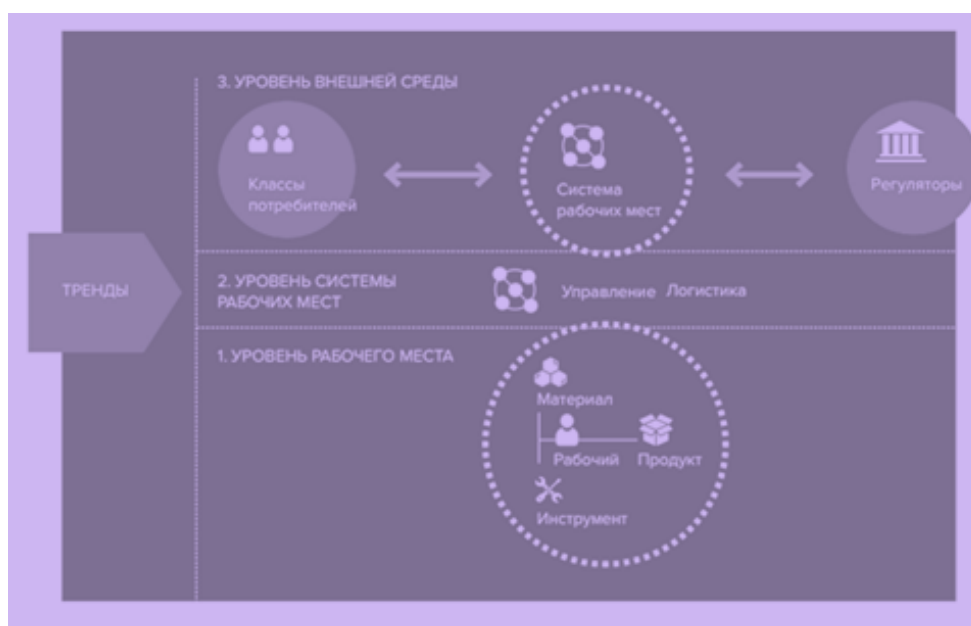 3. УРОВЕНЬ ВНЕШНЕЙ СРЕДЫ
Классы
потребителей
Система
рабочих мест
Регуляторы
ТРЕНДЫ
2. УРОВЕНЬ СИСТЕМЫ
РАБОЧИХ МЕСТ
Управление Логистика
1. УРОВЕНЬ РАБОЧЕГО МЕСТА
Материал
Рабочий Продукт
Инструмент